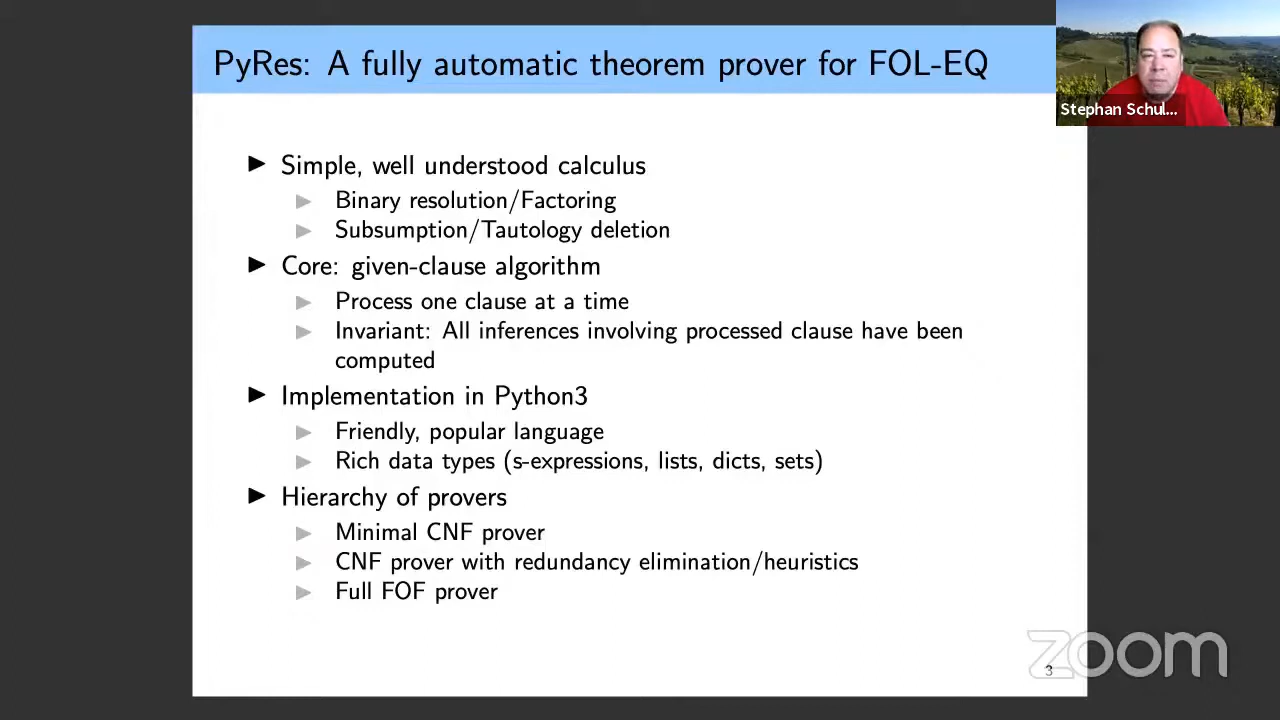 PyRes: A fully automatic theorem prover for FOL-EQ
Stephan Schul...
Simple, well understood calculus
Binary resolution/Factoring
Subsumption/Tautology deletion
Core: given-clause algorithm
Process one clause at a time
Invariant: All inferences involving processed clause have been
computed
Implementation in Python3
Friendly, popular language
Rich data types (s-expressions, lists, dicts, sets)
Hierarchy of provers
Minimal CNF prover
CNF prover with redundancy elimination/heuristics
Full FOF prover
zoom
3